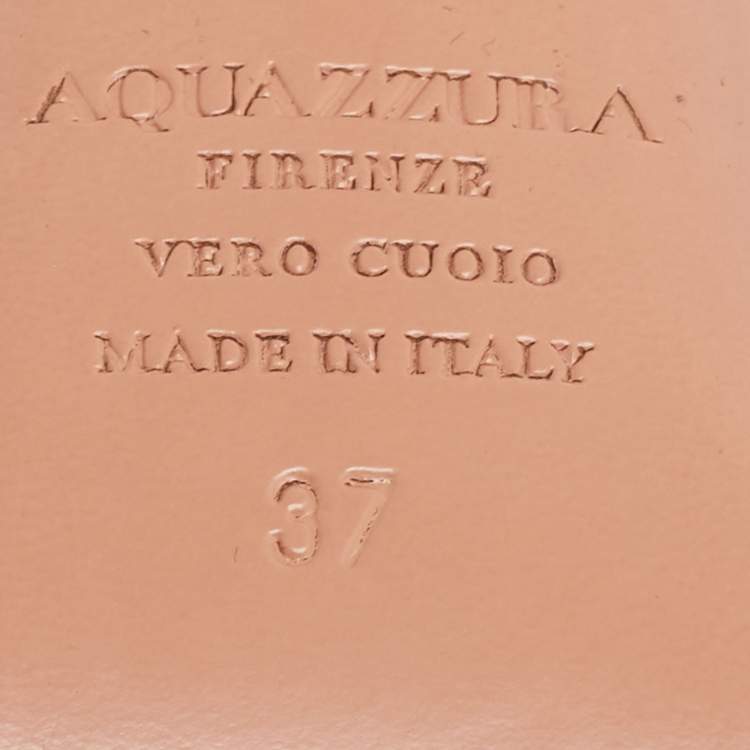 AQUAZZURA
FIRENZE
VERO CUOIO
MADE IN ITALY
37